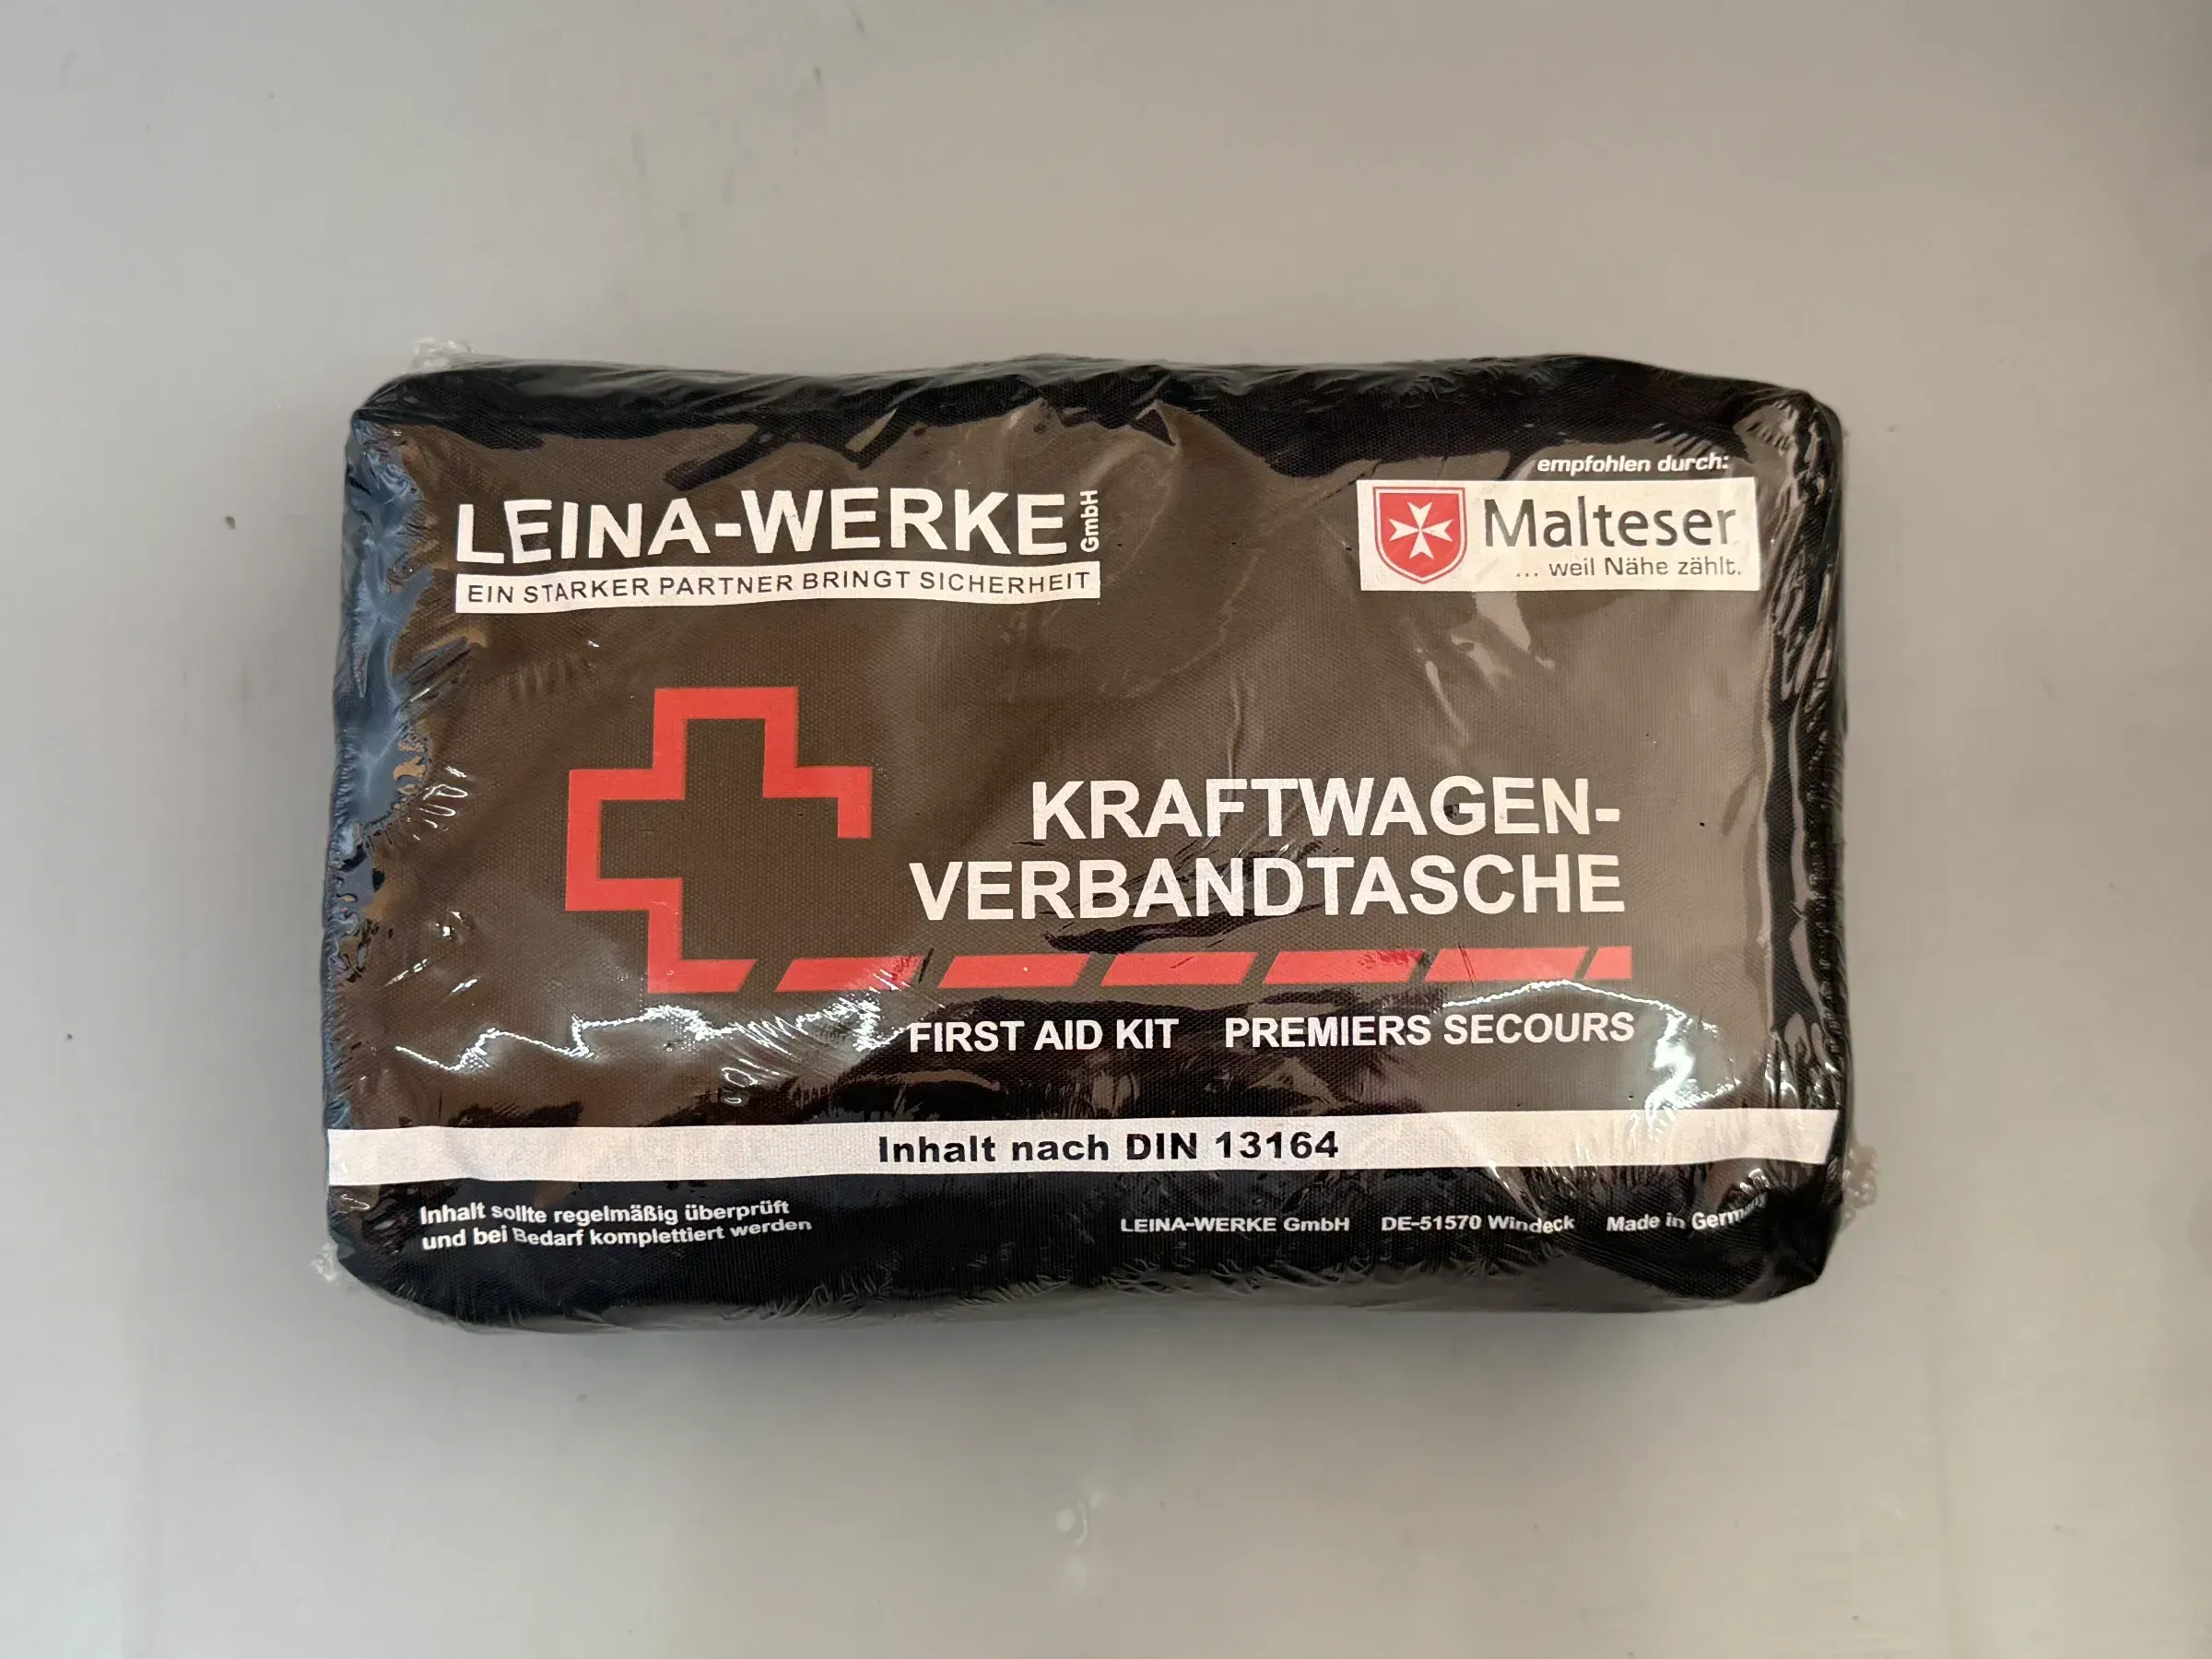 LEINA-WERKE GmbH
EIN STARKER PARTNER BRINGT SICHERHEIT
empfohlen durch:
Malteser
... weil Nähe zählt.
KRAFTWAGEN-
VERBANDTASCHE
FIRST AID KIT PREMIERS SECOURS
Inhalt nach DIN 13164
Inhalt sollte regelmäßig überprüft
und bei Bedarf komplettiert werden
LEINA-WERKE GmbH DE-51570 Windeck Made in Germany